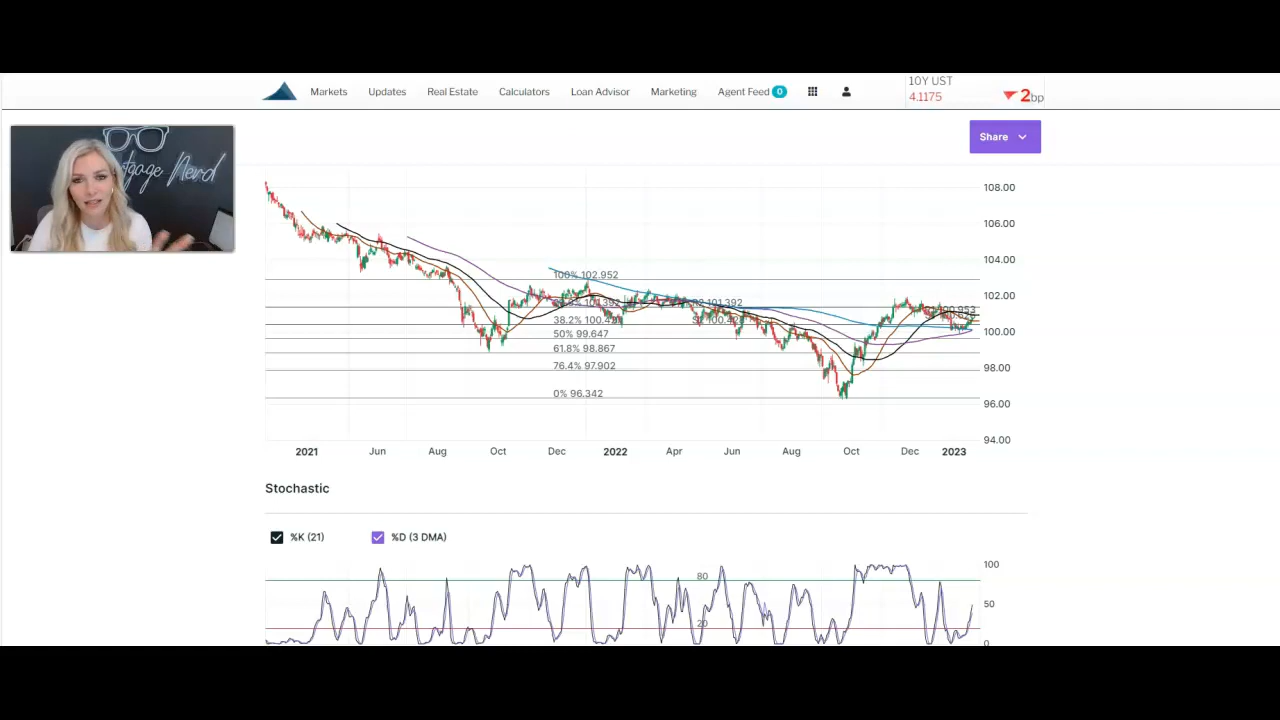 Markets Updates Real Estate Calculators Loan Advisor Marketing Agent Feed 0
10Y UST
4.1175
2bp
Share
Nerd
108.00
106.00
104.00
102.00
100.00
98.00
96.00
94.00
100% 102.952
38.2% 100.42
50% 99.647
61.8% 98.867
76.4% 97.902
0% 96.342
2021 Jun Aug Oct Dec 2022 Apr Jun Aug Oct Dec 2023
Stochastic
%K (21) %D (3 DMA)
100
80
50
20
0